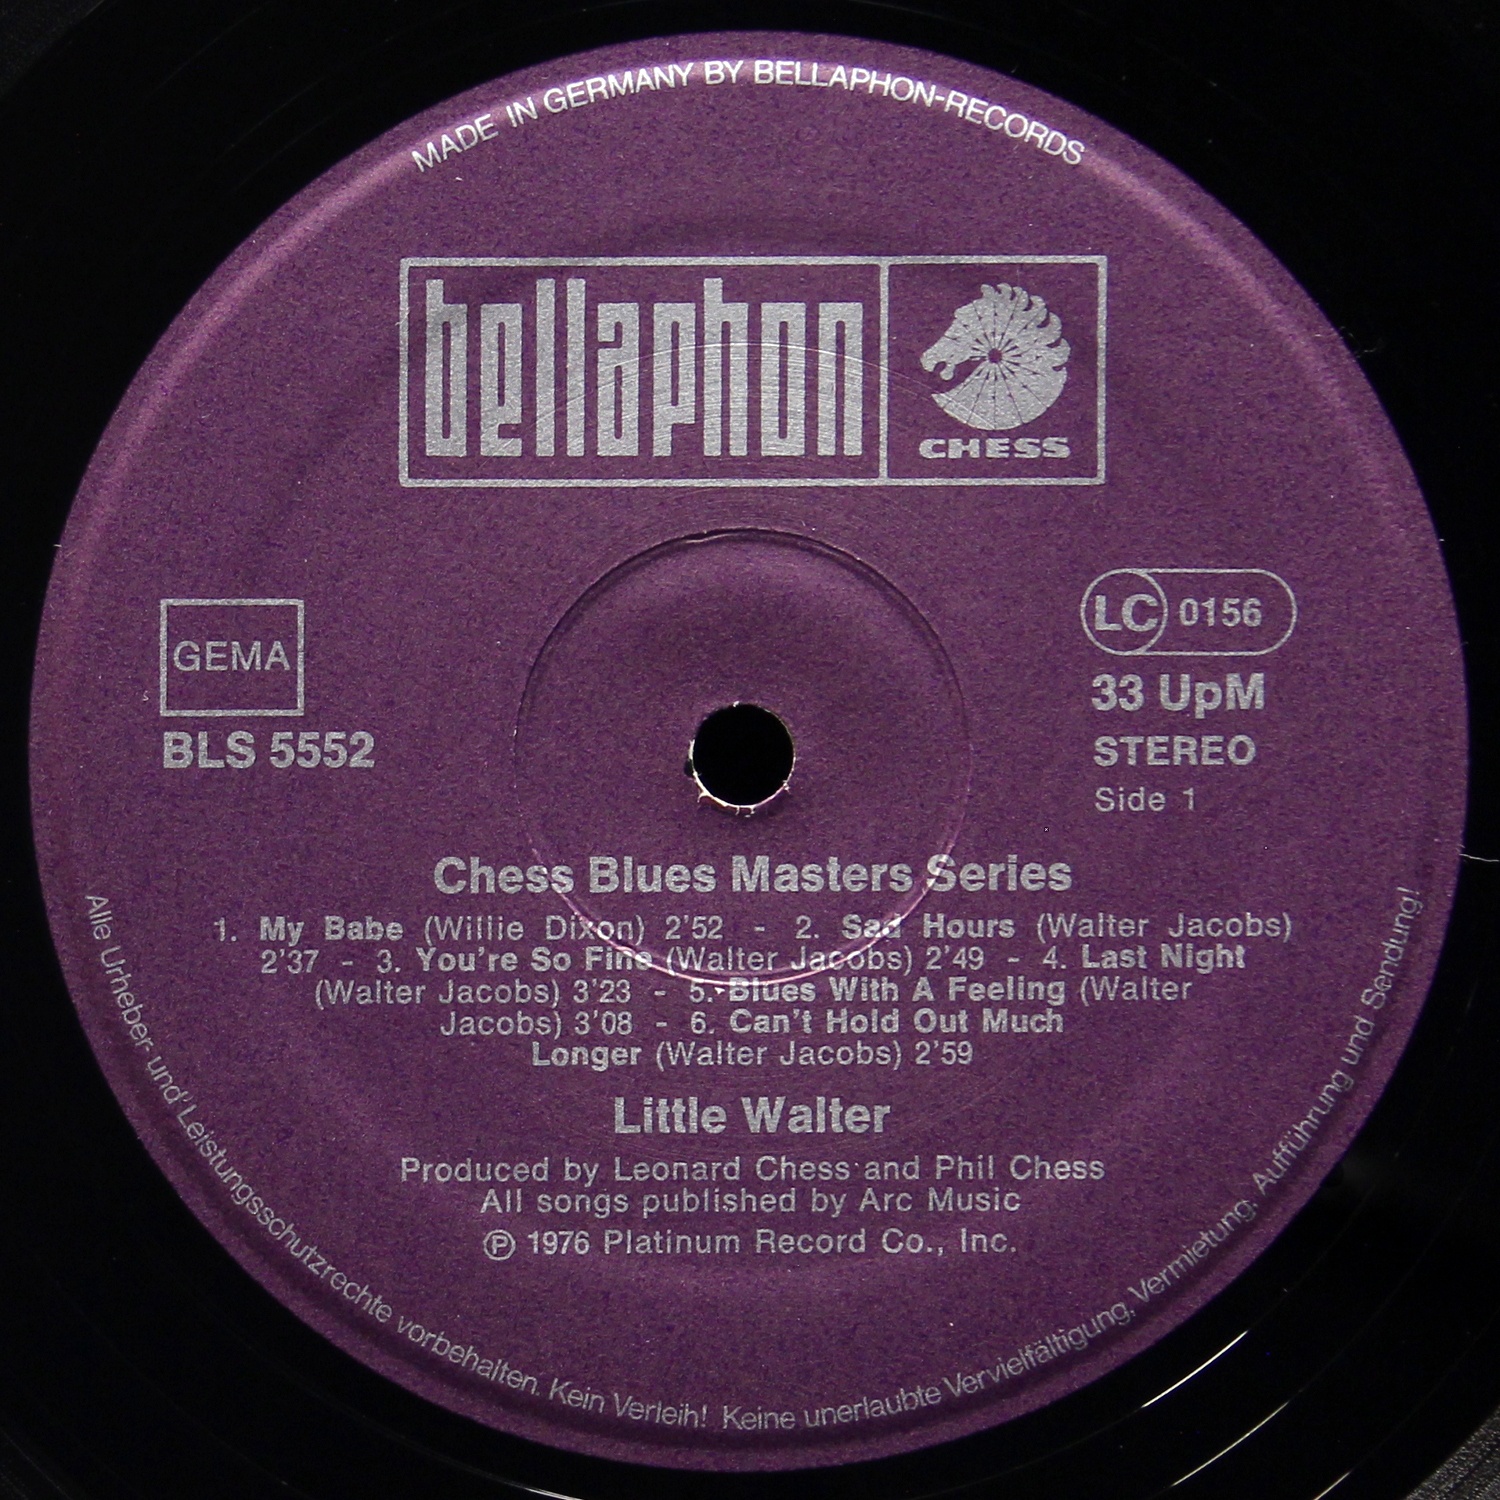 MADE IN GERMANY BY BELLAPHON-RECORDS
bellaphon
CHESS
GEMA
BLS 5552
LC 0156
33 UpM
STEREO
Side 1
Chess Blues Masters Series
1. My Babe (Willie Dixon) 2'52 - 2. Sad Hours (Walter Jacobs)
2'37 - 3. You're So Fine (Walter Jacobs) 2'49 - 4. Last Night
(Walter Jacobs) 3'23 - 5. Blues With A Feeling (Walter
Jacobs) 3'08 - 6. Can't Hold Out Much
Longer (Walter Jacobs) 2'59
Little Walter
Produced by Leonard Chess and Phil Chess
All songs published by Arc Music
℗ 1976 Platinum Record Co., Inc.
Alle Urheber- und Leistungsschutzrechte vorbehalten. Kein Verleih! Keine unerlaubte Vervielfältigung, Vermietung, Aufführung und Sendung!